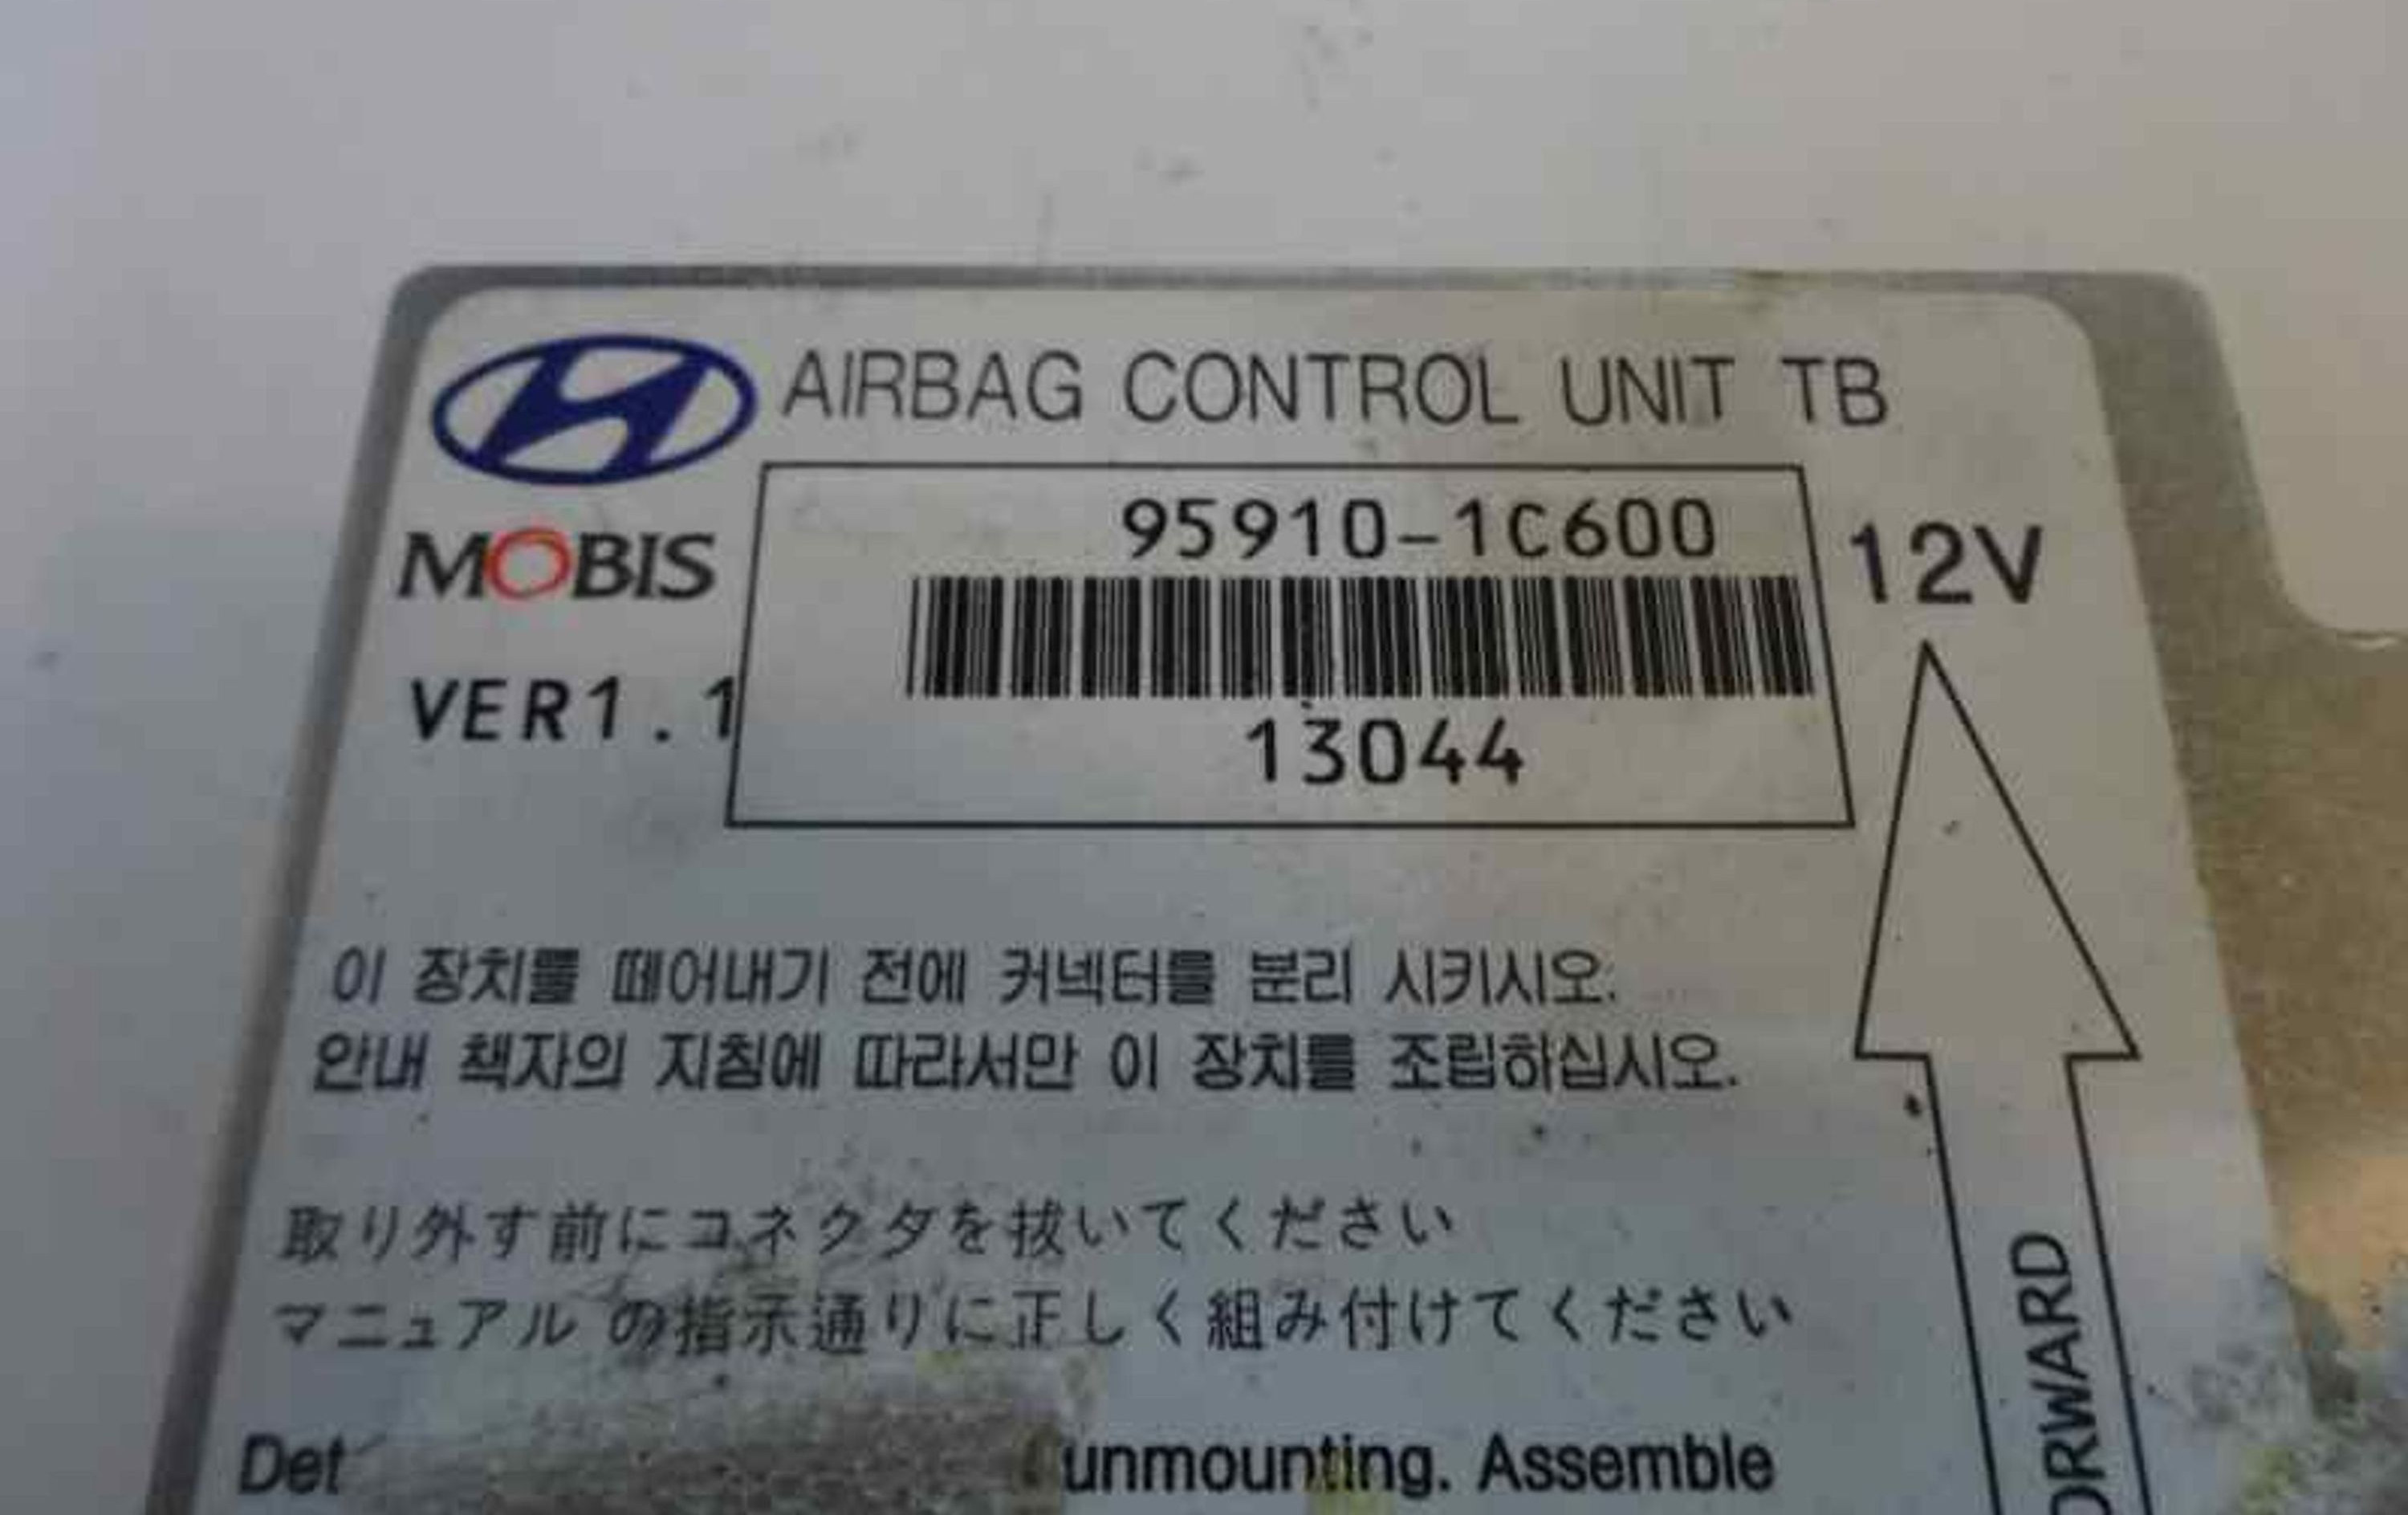 AIRBAG CONTROL UNIT TB
MOBIS
95910-1C600
12V
VER1.1
13044
이 장치를 떼어내기 전에 커넥터를 분리 시키시오.
안내 책자의 지침에 따라서만 이 장치를 조립하십시오.
取り外す前にコネクタを抜いてください
マニュアルの指示通りに正しく組み付けてください
unmounting. Assemble
ORWARD